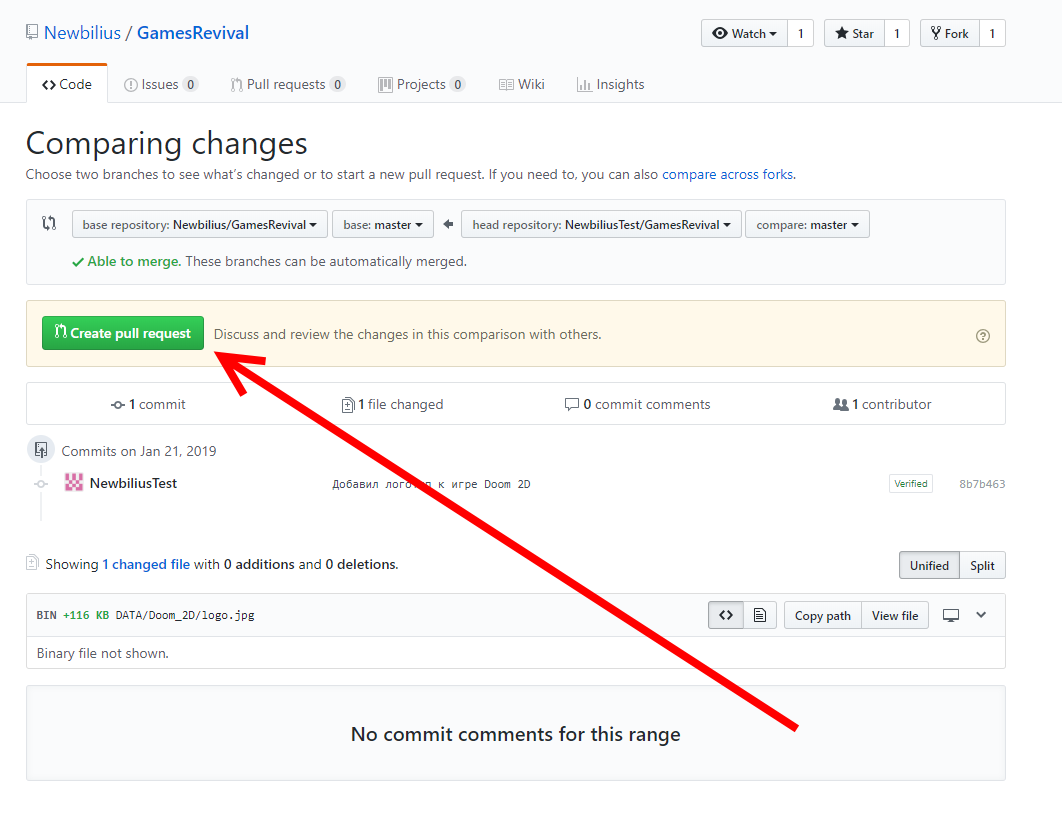 Newbilius / GamesRevival
Watch 1 Star 1 Fork 1
Code Issues 0 Pull requests 0 Projects 0 Wiki Insights
Comparing changes
Choose two branches to see what's changed or to start a new pull request. If you need to, you can also compare across forks.
base repository: Newbilius/GamesRevival base: master head repository: NewbiliusTest/GamesRevival compare: master
Able to merge. These branches can be automatically merged.
Create pull request Discuss and review the changes in this comparison with others.
1 commit 1 file changed 0 commit comments 1 contributor
Commits on Jan 21, 2019
NewbiliusTest Добавил логотип к игре Doom 2D Verified 8b7b463
Showing 1 changed file with 0 additions and 0 deletions.
Unified Split
BIN +116 KB DATA/Doom_2D/logo.jpg Copy path View file
Binary file not shown.
No commit comments for this range